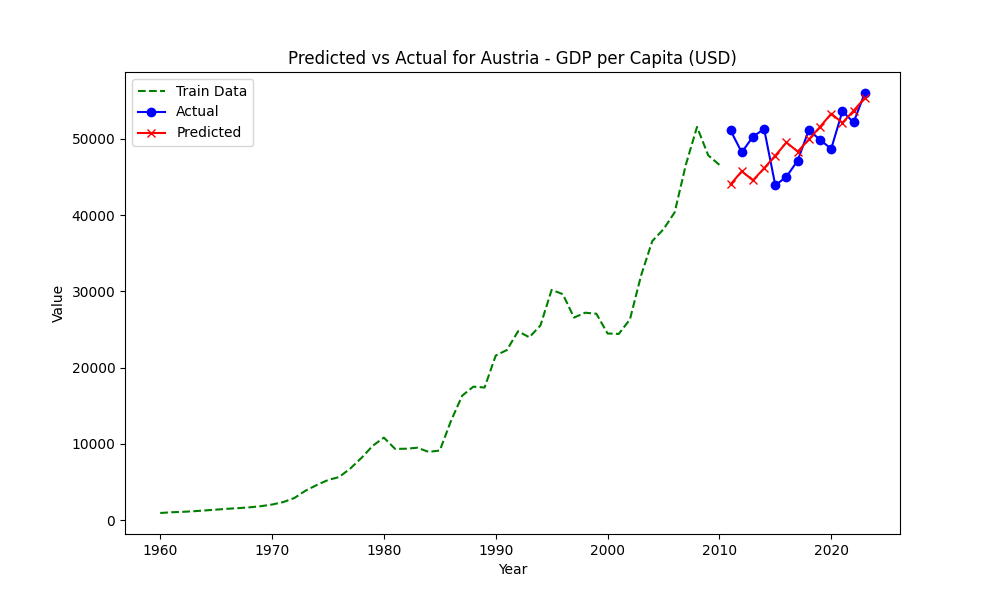 Predicted vs Actual for Austria - GDP per Capita (USD)
Train Data
Actual
Predicted
Value
50000
40000
30000
20000
10000
0
1960 1970 1980 1990 2000 2010 2020
Year